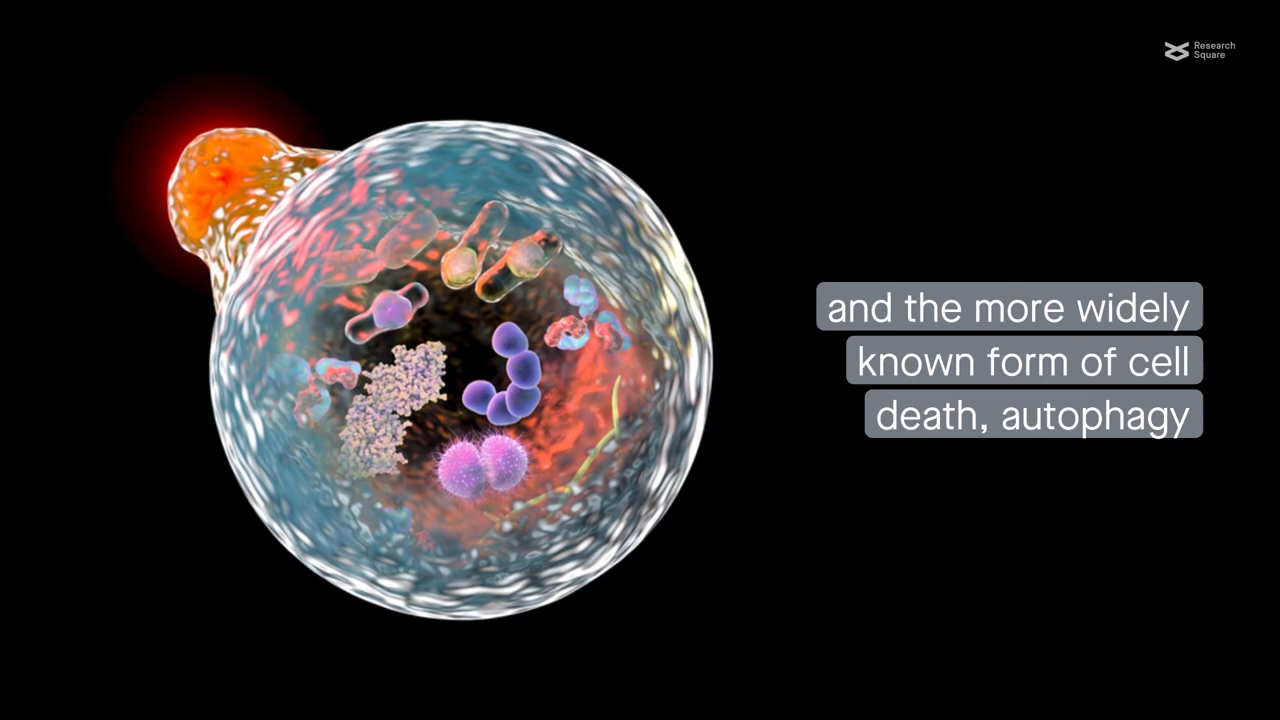 Research
Square
and the more widely
known form of cell
death, autophagy